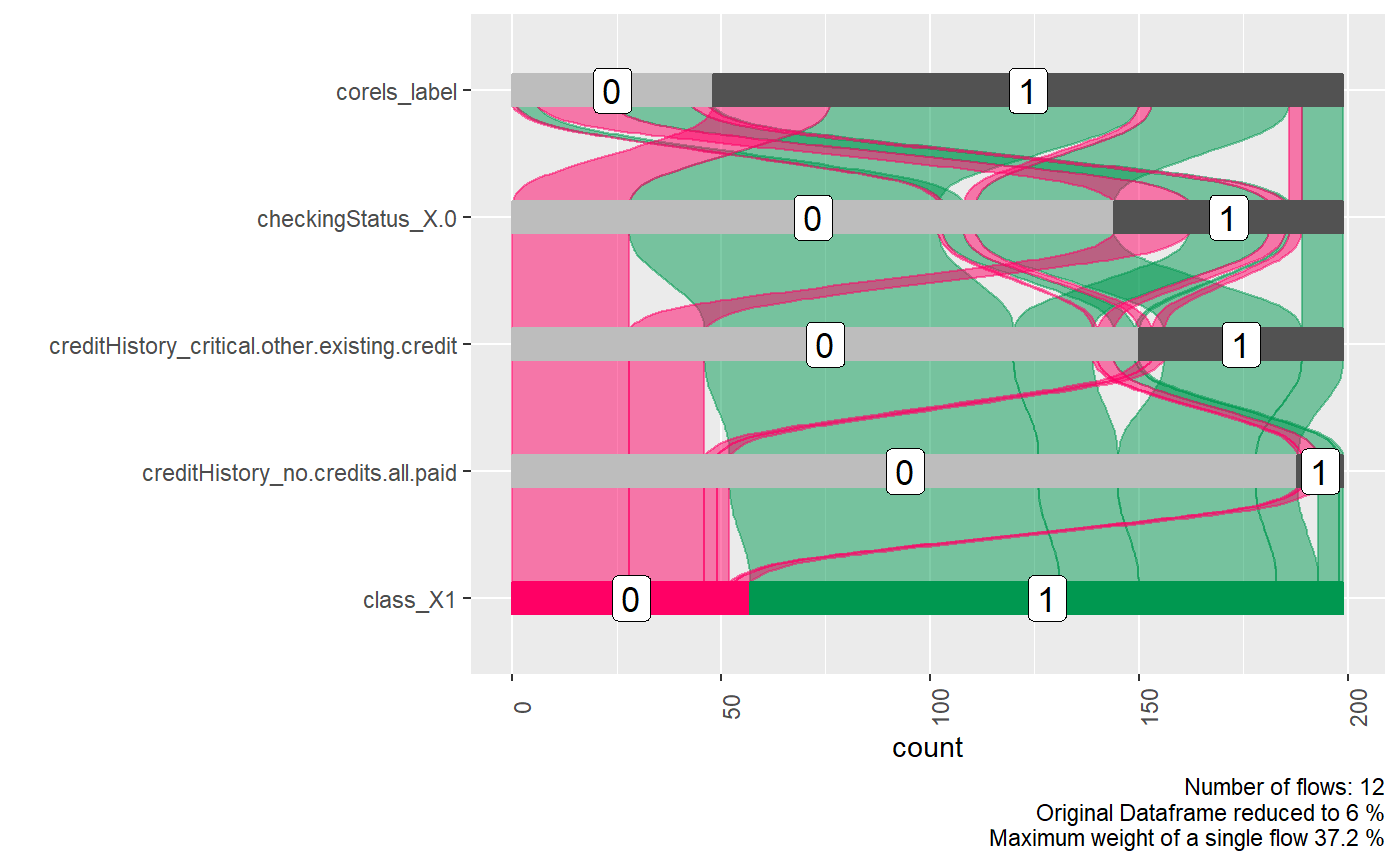 corels_label
0 1
checkingStatus_X.0
0 1
creditHistory_critical.other.existing.credit
0 1
creditHistory_no.credits.all.paid
0 1
class_X1
0 1
0 50 100 150 200
count
Number of flows: 12
Original Dataframe reduced to 6 %
Maximum weight of a single flow 37.2 %